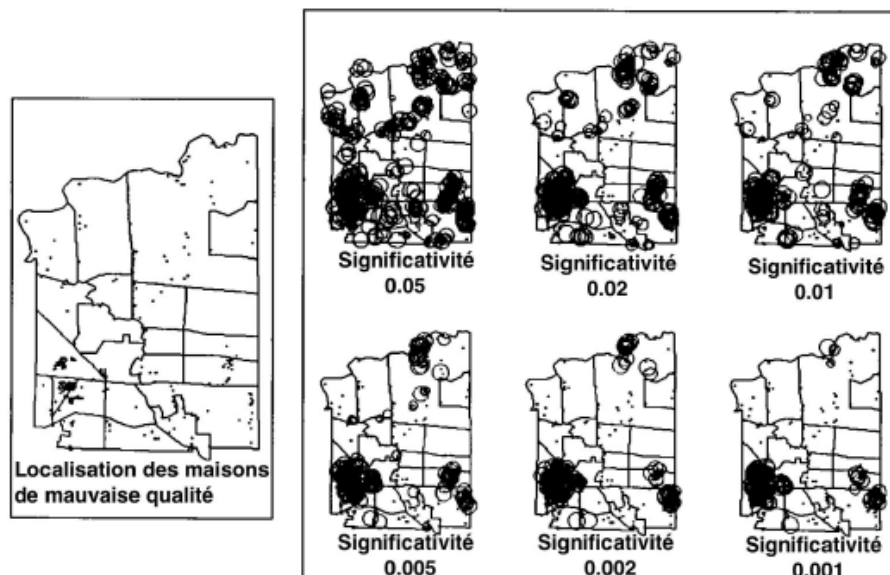 Localisation des maisons
de mauvaise qualité
Significativité
0.05
Significativité
0.02
Significativité
0.01
Significativité
0.005
Significativité
0.002
Significativité
0.001